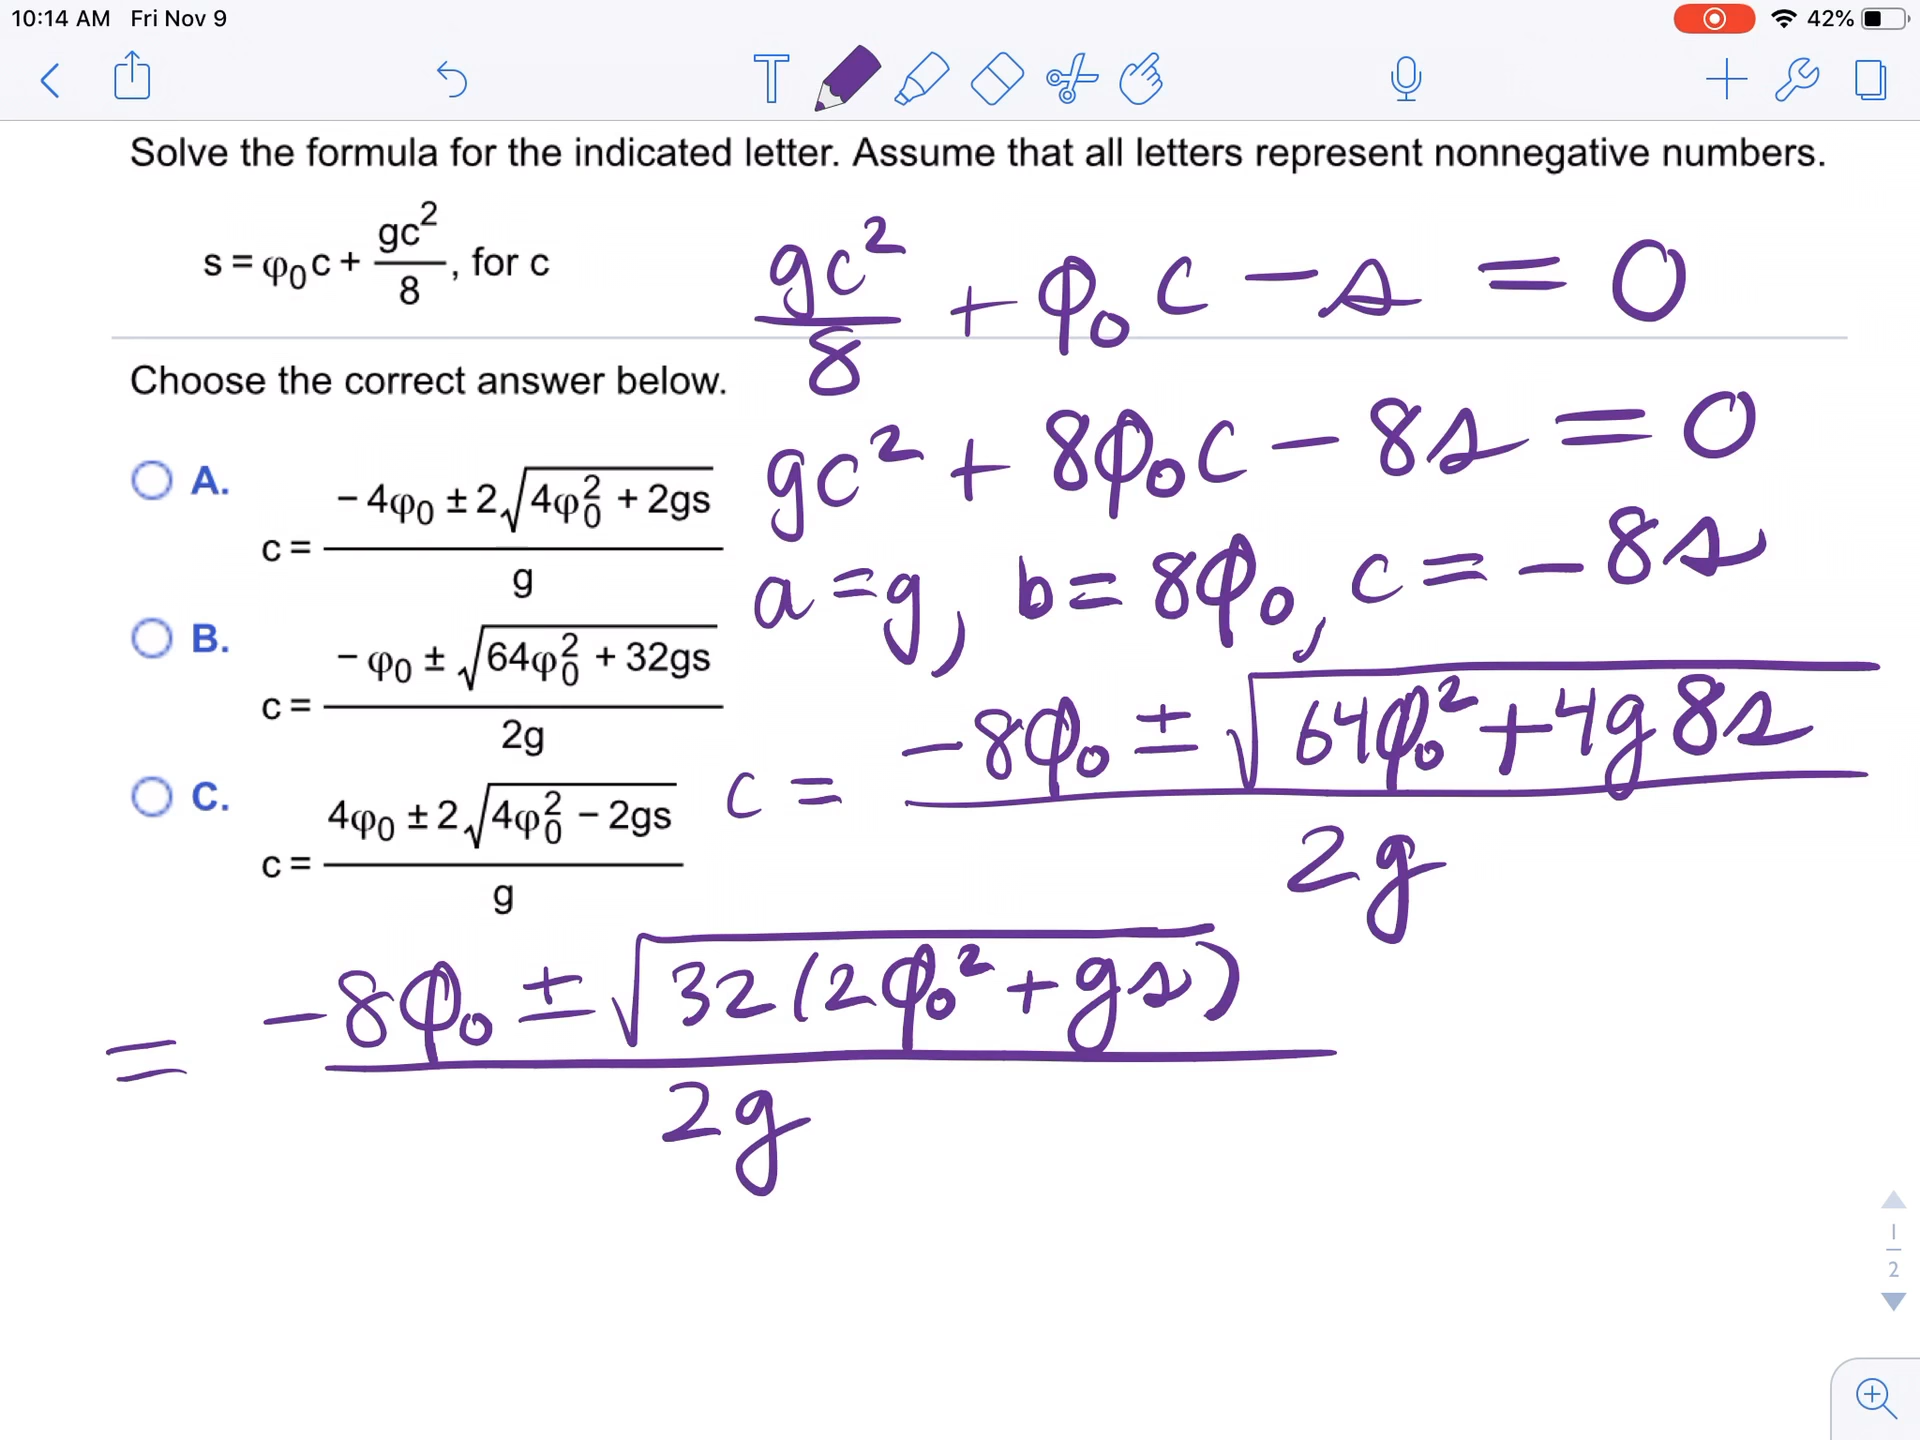 10:14 AM Fri Nov 9 42%
T
Solve the formula for the indicated letter. Assume that all letters represent nonnegative numbers.
s = φ₀c + gc²/8, for c
gc²/8 + φ₀c − s = 0
Choose the correct answer below.
gc² + 8φ₀c − 8s = 0
A. c = (− 4φ₀ ± 2√(4φ₀² + 2gs))/g
a = g, b = 8φ₀, c = −8s
B. c = (− φ₀ ± √(64φ₀² + 32gs))/2g
c = (−8φ₀ ± √(64φ₀² + 4g8s))/2g
C. c = (4φ₀ ± 2√(4φ₀² − 2gs))/g
= (−8φ₀ ± √(32(2φ₀² + gs)))/2g
1/2